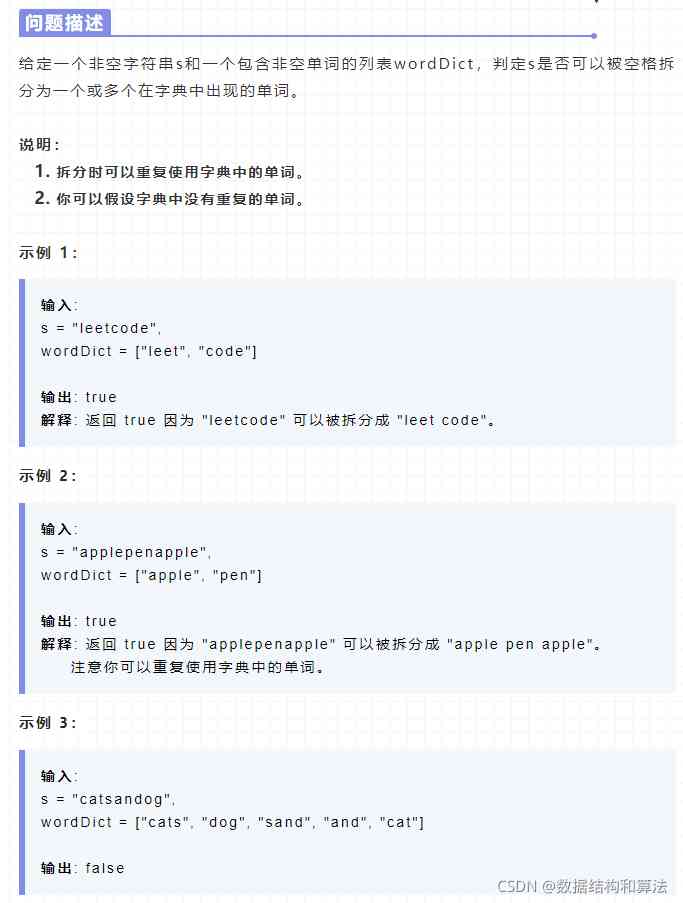 问题描述
给定一个非空字符串s和一个包含非空单词的列表wordDict，判定s是否可以被空格拆
分为一个或多个在字典中出现的单词。
说明：
1. 拆分时可以重复使用字典中的单词。
2. 你可以假设字典中没有重复的单词。
示例 1：
输入:
s = "leetcode",
wordDict = ["leet", "code"]
输出: true
解释: 返回 true 因为 "leetcode" 可以被拆分成 "leet code"。
示例 2：
输入:
s = "applepenapple",
wordDict = ["apple", "pen"]
输出: true
解释: 返回 true 因为 "applepenapple" 可以被拆分成 "apple pen apple"。
注意你可以重复使用字典中的单词。
示例 3：
输入:
s = "catsandog",
wordDict = ["cats", "dog", "sand", "and", "cat"]
输出: false
CSDN @数据结构和算法